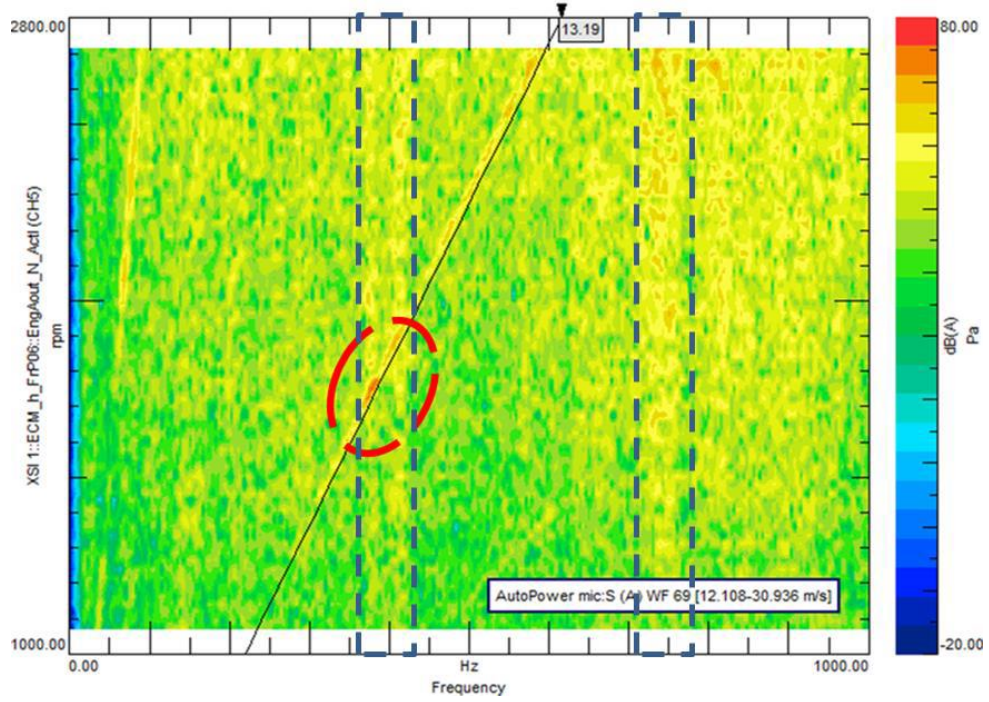 2800.00
13.19
80.00
XSI 1::ECM_h_FrP06::EngAout_N_Actl (CH5)
rpm
dB(A)
Pa
AutoPower mic:S (A) WF 69 [12.108-30.936 m/s]
1000.00
-20.00
0.00
Hz
1000.00
Frequency